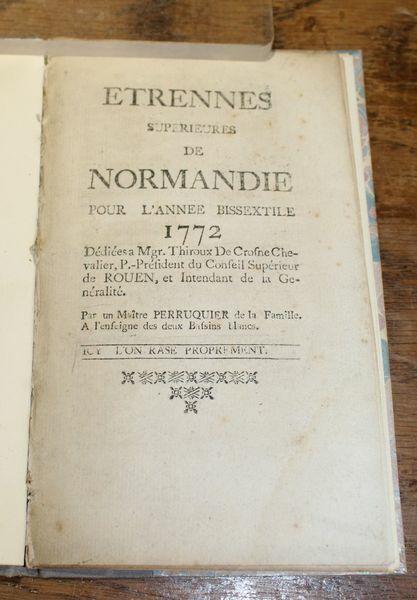 ETRENNES
SUPERIEURES
DE
NORMANDIE
POUR L'ANNEE BISSEXTILE
1772
Dédiées a Mgr. Thiroux De Crosne Che-
valier, P.-Président du Conseil Supérieur
de ROUEN, et Intendant de la Gé-
néralité.
Par un Maître PERRUQUIER de la Famille.
A l'enseigne des deux Bassins blancs.
ICY L'ON RASE PROPREMENT.